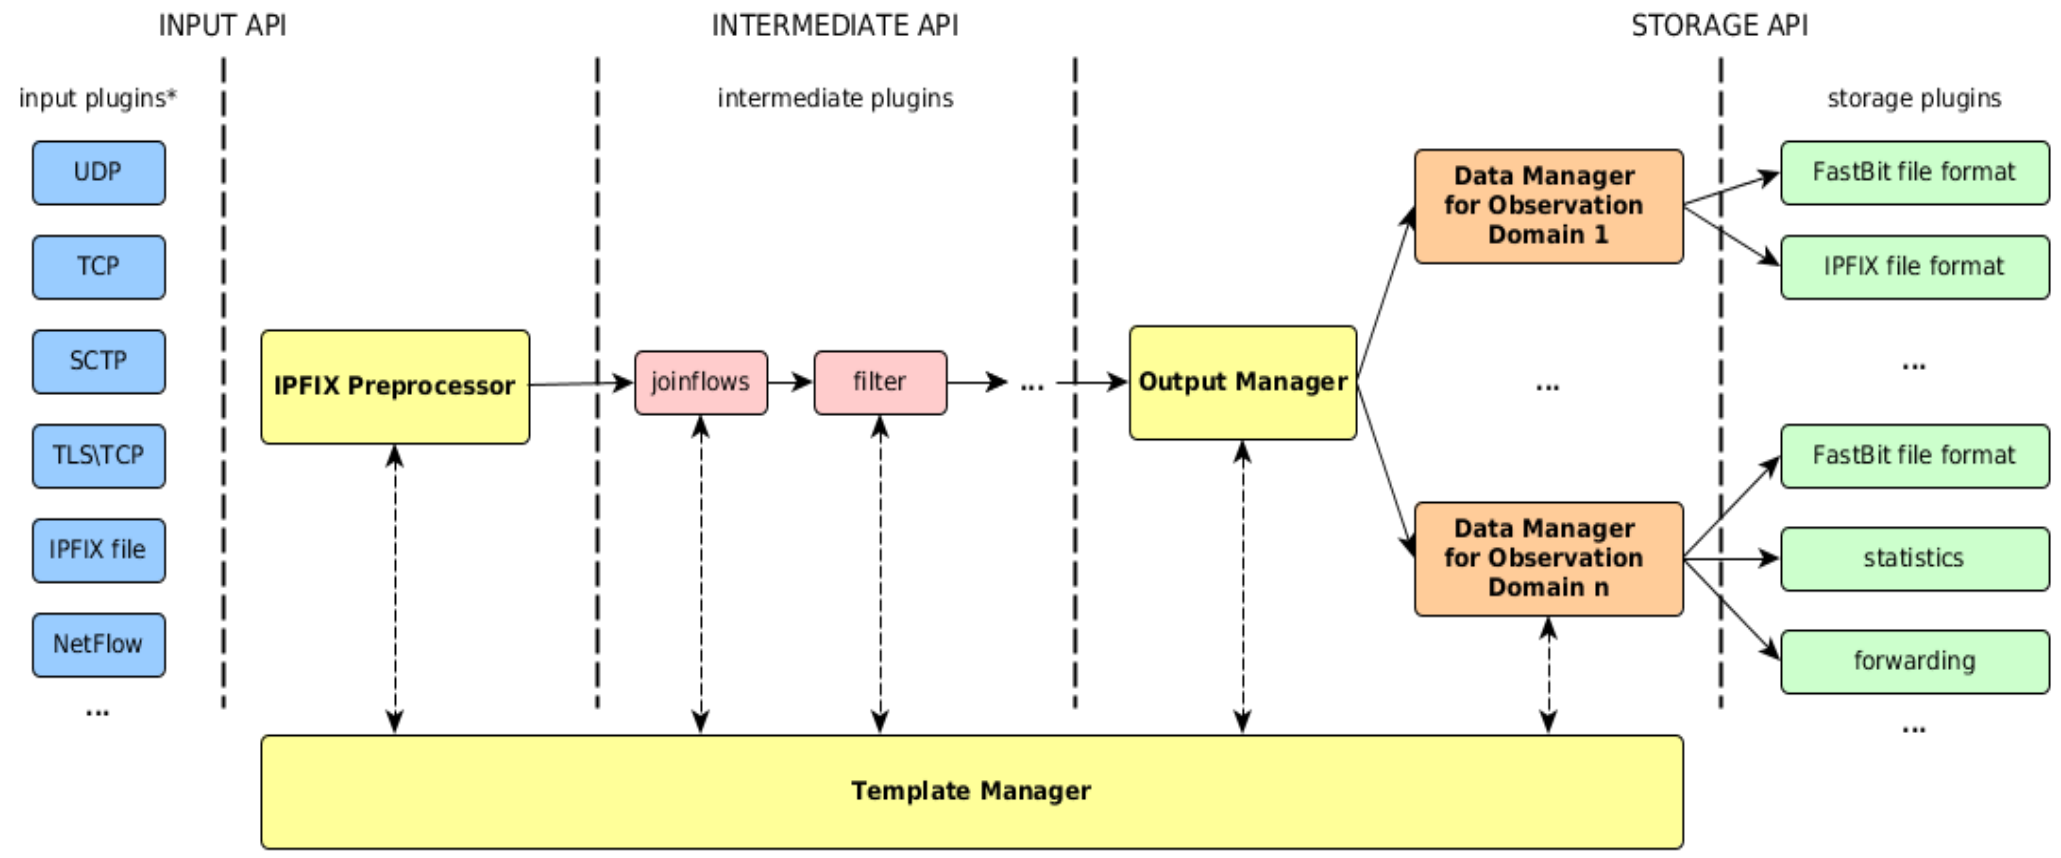 INPUT API
INTERMEDIATE API
STORAGE API
input plugins*
intermediate plugins
storage plugins
UDP
TCP
SCTP
TLS\TCP
IPFIX file
NetFlow
...
IPFIX Preprocessor
joinflows
filter
...
Output Manager
Data Manager
for Observation
Domain 1
...
Data Manager
for Observation
Domain n
FastBit file format
IPFIX file format
...
FastBit file format
statistics
forwarding
...
Template Manager